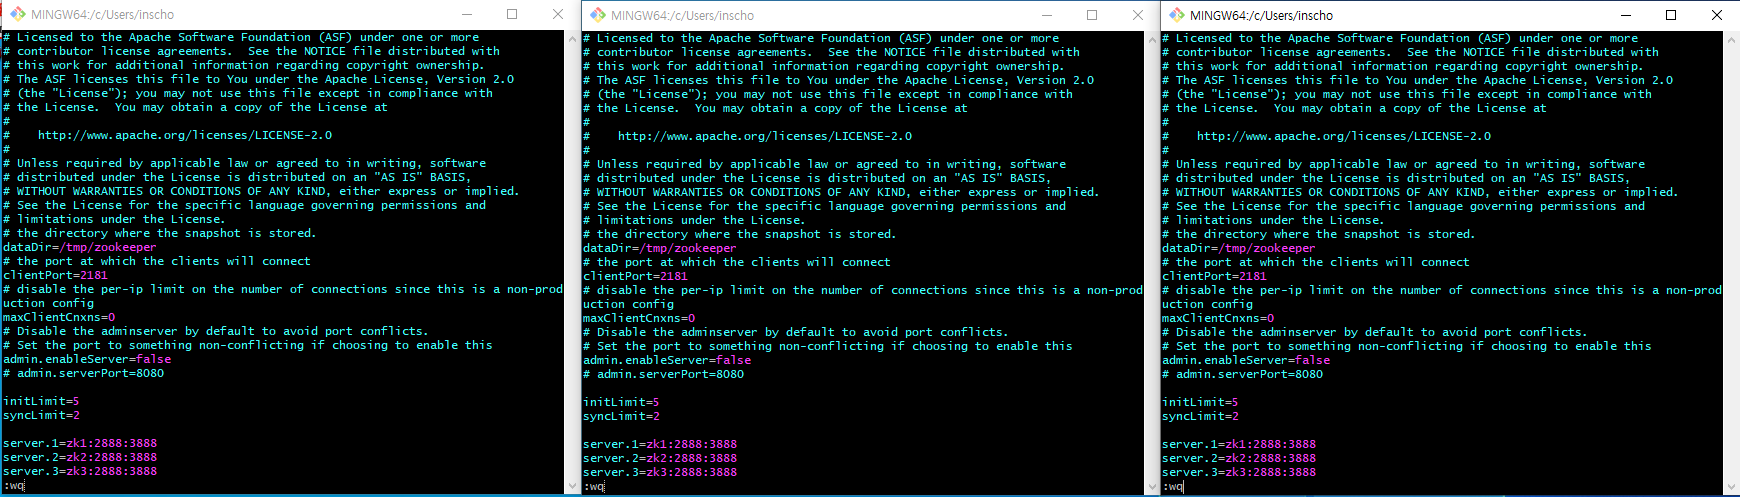 MINGW64:/c/Users/inscho
# Licensed to the Apache Software Foundation (ASF) under one or more
# contributor license agreements.  See the NOTICE file distributed with
# this work for additional information regarding copyright ownership.
# The ASF licenses this file to You under the Apache License, Version 2.0
# (the "License"); you may not use this file except in compliance with
# the License.  You may obtain a copy of the License at
#
#    http://www.apache.org/licenses/LICENSE-2.0
#
# Unless required by applicable law or agreed to in writing, software
# distributed under the License is distributed on an "AS IS" BASIS,
# WITHOUT WARRANTIES OR CONDITIONS OF ANY KIND, either express or implied.
# See the License for the specific language governing permissions and
# limitations under the License.
# the directory where the snapshot is stored.
dataDir=/tmp/zookeeper
# the port at which the clients will connect
clientPort=2181
# disable the per-ip limit on the number of connections since this is a non-prod
uction config
maxClientCnxns=0
# Disable the adminserver by default to avoid port conflicts.
# Set the port to something non-conflicting if choosing to enable this
admin.enableServer=false
# admin.serverPort=8080
initLimit=5
syncLimit=2
server.1=zk1:2888:3888
server.2=zk2:2888:3888
server.3=zk3:2888:3888
:wq
MINGW64:/c/Users/inscho
# Licensed to the Apache Software Foundation (ASF) under one or more
# contributor license agreements.  See the NOTICE file distributed with
# this work for additional information regarding copyright ownership.
# The ASF licenses this file to You under the Apache License, Version 2.0
# (the "License"); you may not use this file except in compliance with
# the License.  You may obtain a copy of the License at
#
#    http://www.apache.org/licenses/LICENSE-2.0
#
# Unless required by applicable law or agreed to in writing, software
# distributed under the License is distributed on an "AS IS" BASIS,
# WITHOUT WARRANTIES OR CONDITIONS OF ANY KIND, either express or implied.
# See the License for the specific language governing permissions and
# limitations under the License.
# the directory where the snapshot is stored.
dataDir=/tmp/zookeeper
# the port at which the clients will connect
clientPort=2181
# disable the per-ip limit on the number of connections since this is a non-prod
uction config
maxClientCnxns=0
# Disable the adminserver by default to avoid port conflicts.
# Set the port to something non-conflicting if choosing to enable this
admin.enableServer=false
# admin.serverPort=8080
initLimit=5
syncLimit=2
server.1=zk1:2888:3888
server.2=zk2:2888:3888
server.3=zk3:2888:3888
:wq
MINGW64:/c/Users/inscho
# Licensed to the Apache Software Foundation (ASF) under one or more
# contributor license agreements.  See the NOTICE file distributed with
# this work for additional information regarding copyright ownership.
# The ASF licenses this file to You under the Apache License, Version 2.0
# (the "License"); you may not use this file except in compliance with
# the License.  You may obtain a copy of the License at
#
#    http://www.apache.org/licenses/LICENSE-2.0
#
# Unless required by applicable law or agreed to in writing, software
# distributed under the License is distributed on an "AS IS" BASIS,
# WITHOUT WARRANTIES OR CONDITIONS OF ANY KIND, either express or implied.
# See the License for the specific language governing permissions and
# limitations under the License.
# the directory where the snapshot is stored.
dataDir=/tmp/zookeeper
# the port at which the clients will connect
clientPort=2181
# disable the per-ip limit on the number of connections since this is a non-prod
uction config
maxClientCnxns=0
# Disable the adminserver by default to avoid port conflicts.
# Set the port to something non-conflicting if choosing to enable this
admin.enableServer=false
# admin.serverPort=8080
initLimit=5
syncLimit=2
server.1=zk1:2888:3888
server.2=zk2:2888:3888
server.3=zk3:2888:3888
:wq